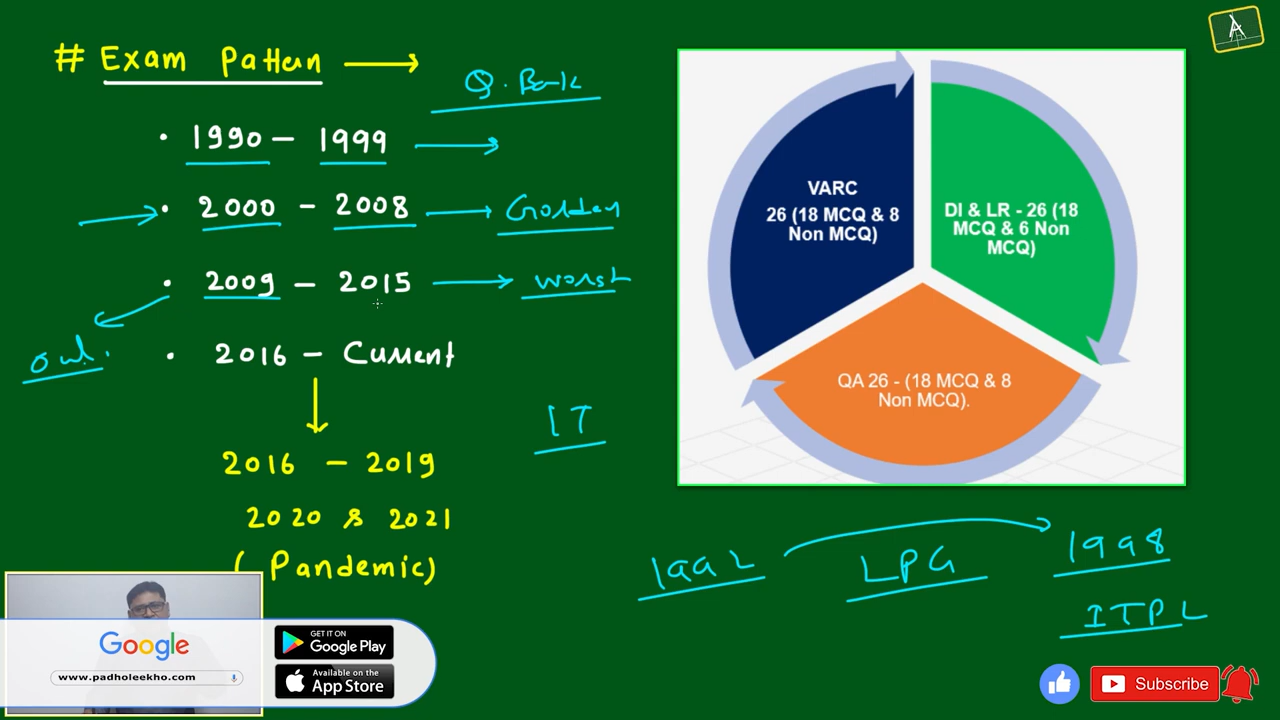 # Exam Pattern
Q. Bank
• 1990 - 1999
• 2000 - 2008 Golden
• 2009 - 2015 worst
out.
• 2016 - Current
2016 - 2019
2020 & 2021
(Pandemic)
IT
VARC
26 (18 MCQ & 8
Non MCQ)
DI & LR - 26 (18
MCQ & 6 Non
MCQ)
QA 26 - (18 MCQ & 8
Non MCQ).
1992 LPG 1998
ITPL
Google
www.padholeekho.com
GET IT ON
Google Play
Available on the
App Store
Subscribe
A